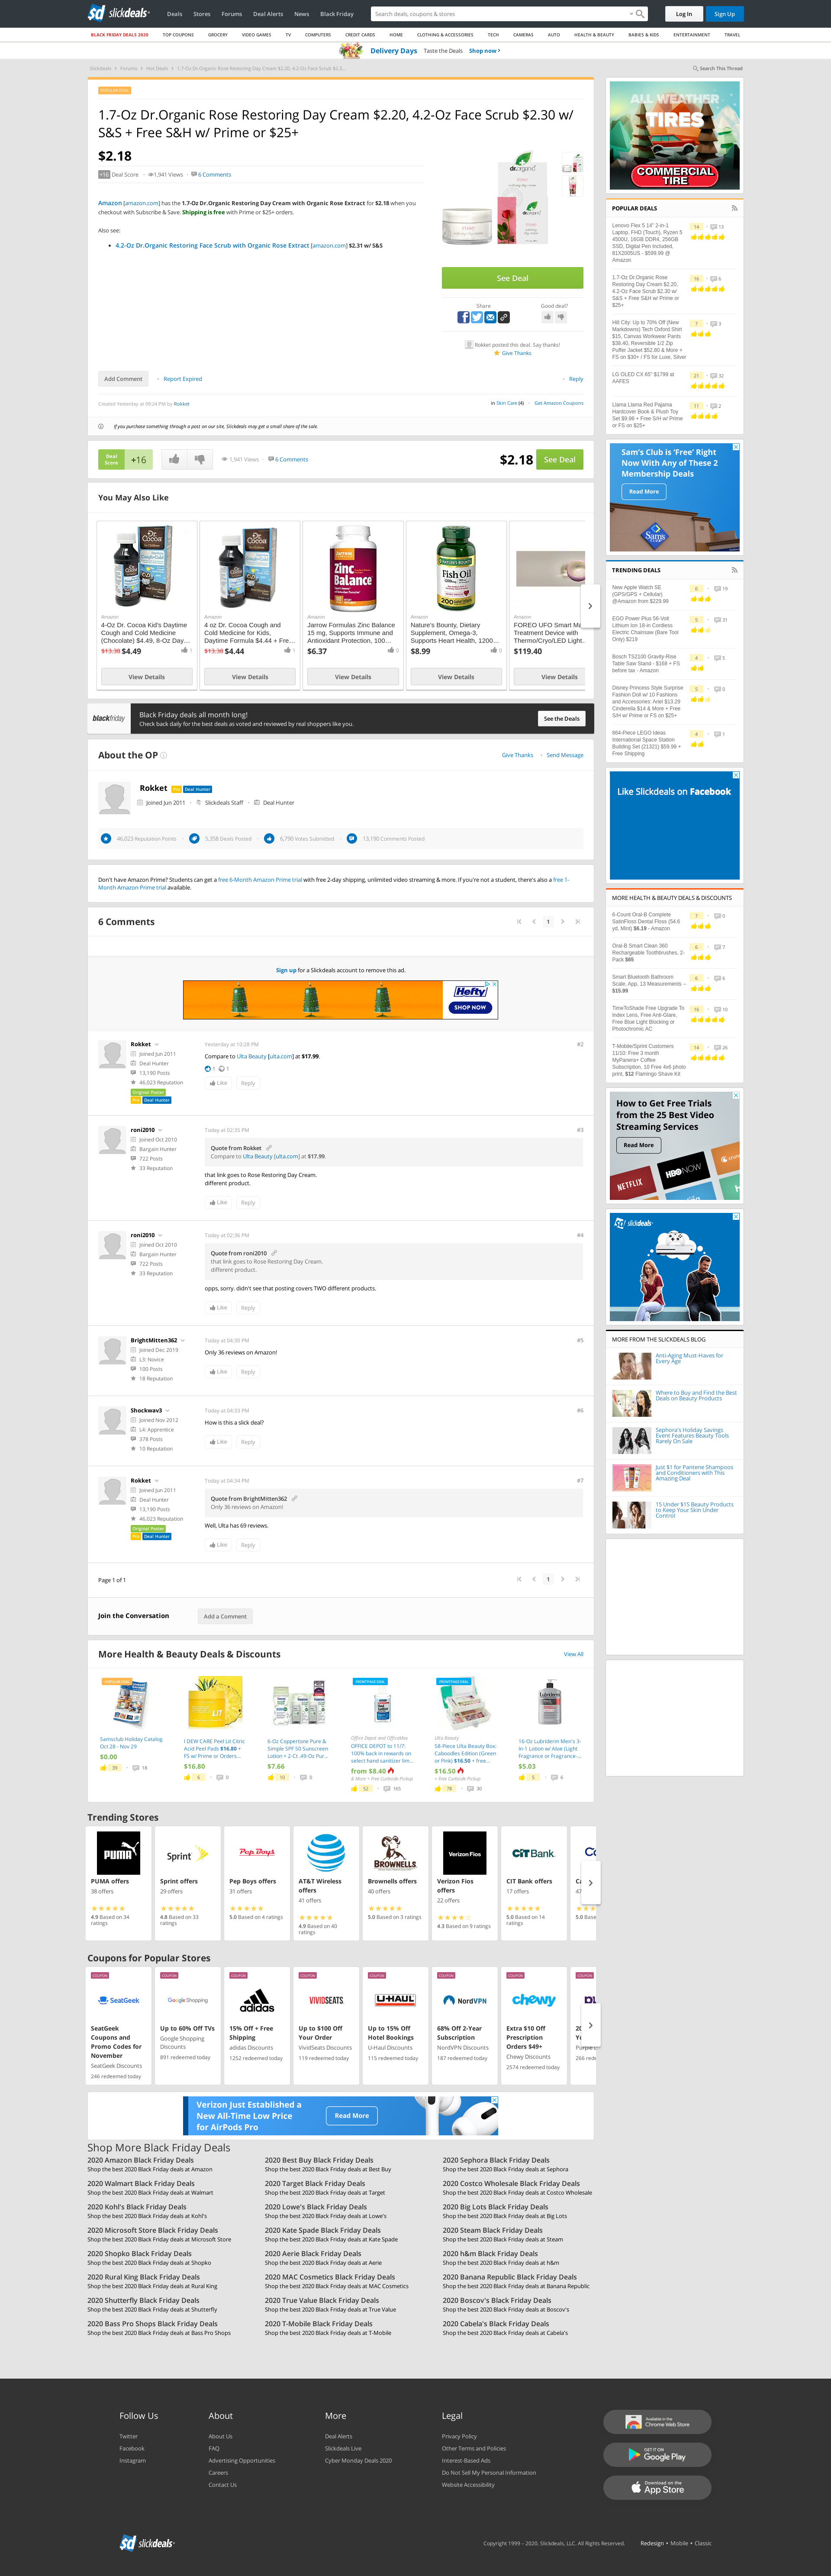 slickdeals
Deals Stores Forums Deal Alerts News Black Friday
Search deals, coupons & stores
Log In Sign Up
BLACK FRIDAY DEALS 2020 TOP COUPONS GROCERY VIDEO GAMES TV COMPUTERS CREDIT CARDS HOME CLOTHING & ACCESSORIES TECH CAMERAS AUTO HEALTH & BEAUTY BABIES & KIDS ENTERTAINMENT TRAVEL
Delivery Days Taste the Deals Shop now >
Search This Thread
POPULAR DEAL
1.7-Oz Dr.Organic Rose Restoring Day Cream $2.20, 4.2-Oz Face Scrub $2.30 w/
S&S + Free S&H w/ Prime or $25+
$2.18
+16 Deal Score 1,941 Views 6 Comments
Amazon [amazon.com] has the 1.7-Oz Dr.Organic Restoring Day Cream with Organic Rose Extract for $2.18 when you
checkout with Subscribe & Save. Shipping is free with Prime or $25+ orders.
Also see:
• 4.2-Oz Dr.Organic Restoring Face Scrub with Organic Rose Extract [amazon.com] $2.31 w/ S&S
See Deal
Share Good deal?
Rokket posted this deal. Say thanks!
Give Thanks
Add Comment Report Expired Reply
Created Yesterday at 09:26 PM by Rokket
in Skin Care (4) Get Amazon Coupons
If you purchase something through a post on our site, Slickdeals may get a small share of the sale.
Deal Score +16 1,941 Views 6 Comments $2.18 See Deal
You May Also Like
Amazon
4-Oz Dr. Cocoa Kid's Daytime
Cough and Cold Medicine
(Chocolate) $4.49, 8-Oz Day...
$13.38 $4.49
View Details
Amazon
4 oz Dr. Cocoa Cough and
Cold Medicine for Kids,
Daytime Formula $4.44 + Fre...
$13.38 $4.44
View Details
Amazon
Jarrow Formulas Zinc Balance
15 mg, Supports Immune and
Antioxidant Protection, 100...
$6.37
View Details
Amazon
Nature's Bounty, Dietary
Supplement, Omega-3,
Supports Heart Health, 1200...
$8.99
View Details
Amazon
FOREO UFO Smart Ma
Treatment Device with
Thermo/Cryo/LED Light
$119.40
View Details
blackfriday
Black Friday deals all month long!
Check back daily for the best deals as voted and reviewed by real shoppers like you.
See the Deals
About the OP
Give Thanks Send Message
Rokket Pro Deal Hunter
Joined Jun 2011 Slickdeals Staff Deal Hunter
46,023 Reputation Points 5,358 Deals Posted 6,790 Votes Submitted 13,190 Comments Posted
Don't have Amazon Prime? Students can get a free 6-Month Amazon Prime trial with free 2-day shipping, unlimited video streaming & more. If you're not a student, there's also a free 1-
Month Amazon Prime trial available.
6 Comments
1
Sign up for a Slickdeals account to remove this ad.
Hefty
SHOP NOW
Rokket
Joined Jun 2011
Deal Hunter
13,190 Posts
46,023 Reputation
Original Poster
Pro Deal Hunter
Yesterday at 10:28 PM #2
Compare to Ulta Beauty [ulta.com] at $17.99.
1 1
Like Reply
roni2010
Joined Oct 2010
Bargain Hunter
722 Posts
33 Reputation
Today at 02:35 PM #3
Quote from Rokket
Compare to Ulta Beauty [ulta.com] at $17.99.
that link goes to Rose Restoring Day Cream.
different product.
Like Reply
roni2010
Joined Oct 2010
Bargain Hunter
722 Posts
33 Reputation
Today at 02:36 PM #4
Quote from roni2010
that link goes to Rose Restoring Day Cream.
different product.
opps, sorry. didn't see that posting covers TWO different products.
Like Reply
BrightMitten362
Joined Dec 2019
L3: Novice
100 Posts
18 Reputation
Today at 04:30 PM #5
Only 36 reviews on Amazon!
Like Reply
Shockwav3
Joined Nov 2012
L4: Apprentice
378 Posts
10 Reputation
Today at 04:33 PM #6
How is this a slick deal?
Like Reply
Rokket
Joined Jun 2011
Deal Hunter
13,190 Posts
46,023 Reputation
Original Poster
Pro Deal Hunter
Today at 04:34 PM #7
Quote from BrightMitten362
Only 36 reviews on Amazon!
Well, Ulta has 69 reviews.
Like Reply
Page 1 of 1
1
Join the Conversation Add a Comment
More Health & Beauty Deals & Discounts
View All
Samsclub Holiday Catalog
Oct 28 - Nov 29
$0.00
39 18
I DEW CARE Peel Lit Citric
Acid Peel Pads $16.80 +
FS w/ Prime or Orders...
$16.80
6 0
6-Oz Coppertone Pure &
Simple SPF 50 Sunscreen
Lotion + 2-Ct .49-Oz Pur...
$7.66
10 0
Office Depot and OfficeMax
OFFICE DEPOT to 11/7:
100% back in rewards on
select hand sanitizer lim...
from $8.40
& More + Free Curbside Pickup
52 165
Ulta Beauty
58-Piece Ulta Beauty Box:
Caboodles Edition (Green
or Pink) $16.50 + free...
$16.50
+ Free Curbside Pickup
79 30
16-Oz Lubriderm Men's 3-
in-1 Lotion w/ Aloe (Light
Fragrance or Fragrance-...
$5.03
5 6
Trending Stores
PUMA offers
38 offers
4.9 Based on 34
ratings
Sprint offers
29 offers
4.8 Based on 33
ratings
Pep Boys offers
31 offers
5.0 Based on 4 ratings
AT&T Wireless
offers
41 offers
4.9 Based on 40
ratings
Brownells offers
40 offers
5.0 Based on 3 ratings
Verizon Fios
offers
22 offers
4.3 Based on 9 ratings
CIT Bank offers
17 offers
5.0 Based on 14
ratings
Coupons for Popular Stores
SeatGeek
Coupons and
Promo Codes for
November
SeatGeek Discounts
246 redeemed today
Up to 60% Off TVs
Google Shopping
Discounts
891 redeemed today
15% Off + Free
Shipping
adidas Discounts
1252 redeemed today
Up to $100 Off
Your Order
VividSeats Discounts
119 redeemed today
Up to 15% Off
Hotel Bookings
U-Haul Discounts
115 redeemed today
68% Off 2-Year
Subscription
NordVPN Discounts
187 redeemed today
Extra $10 Off
Prescription
Orders $49+
Chewy Discounts
2574 redeemed today
Verizon Just Established a
New All-Time Low Price
for AirPods Pro
Read More
Shop More Black Friday Deals
2020 Amazon Black Friday Deals
Shop the best 2020 Black Friday deals at Amazon
2020 Best Buy Black Friday Deals
Shop the best 2020 Black Friday deals at Best Buy
2020 Sephora Black Friday Deals
Shop the best 2020 Black Friday deals at Sephora
2020 Walmart Black Friday Deals
Shop the best 2020 Black Friday deals at Walmart
2020 Target Black Friday Deals
Shop the best 2020 Black Friday deals at Target
2020 Costco Wholesale Black Friday Deals
Shop the best 2020 Black Friday deals at Costco Wholesale
2020 Kohl's Black Friday Deals
Shop the best 2020 Black Friday deals at Kohl's
2020 Lowe's Black Friday Deals
Shop the best 2020 Black Friday deals at Lowe's
2020 Big Lots Black Friday Deals
Shop the best 2020 Black Friday deals at Big Lots
2020 Microsoft Store Black Friday Deals
Shop the best 2020 Black Friday deals at Microsoft Store
2020 Kate Spade Black Friday Deals
Shop the best 2020 Black Friday deals at Kate Spade
2020 Steam Black Friday Deals
Shop the best 2020 Black Friday deals at Steam
2020 Shopko Black Friday Deals
Shop the best 2020 Black Friday deals at Shopko
2020 Aerie Black Friday Deals
Shop the best 2020 Black Friday deals at Aerie
2020 h&m Black Friday Deals
Shop the best 2020 Black Friday deals at h&m
2020 Rural King Black Friday Deals
Shop the best 2020 Black Friday deals at Rural King
2020 MAC Cosmetics Black Friday Deals
Shop the best 2020 Black Friday deals at MAC Cosmetics
2020 Banana Republic Black Friday Deals
Shop the best 2020 Black Friday deals at Banana Republic
2020 Shutterfly Black Friday Deals
Shop the best 2020 Black Friday deals at Shutterfly
2020 True Value Black Friday Deals
Shop the best 2020 Black Friday deals at True Value
2020 Boscov's Black Friday Deals
Shop the best 2020 Black Friday deals at Boscov's
2020 Bass Pro Shops Black Friday Deals
Shop the best 2020 Black Friday deals at Bass Pro Shops
2020 T-Mobile Black Friday Deals
Shop the best 2020 Black Friday deals at T-Mobile
2020 Cabela's Black Friday Deals
Shop the best 2020 Black Friday deals at Cabela's
ALL WEATHER
TIRES
COMMERCIAL TIRE
POPULAR DEALS
Lenovo Flex 5 14" 2-in-1
Laptop, FHD (Touch), Ryzen 5
4500U, 16GB DDR4, 256GB
SSD, Digital Pen Included,
81X2005US - $599.99 @
Amazon
14 13
1.7-Oz Dr.Organic Rose
Restoring Day Cream $2.20,
4.2-Oz Face Scrub $2.30 w/
S&S + Free S&H w/ Prime or
$25+
16 6
Hill City: Up to 70% Off (New
Markdowns) Tech Oxford Shirt
$15, Canvas Workwear Pants
$38.40, Reversible 1/2 Zip
Puffer Jacket $52.80 & More +
FS on $30+ / FS for Luxe, Silver
7 3
LG OLED CX 65" $1799 at
AAFES
21 32
Llama Llama Red Pajama
Hardcover Book & Plush Toy
Set $9.86 + Free S/H w/ Prime
or FS on $25+
11 2
Sam's Club is 'Free' Right
Now With Any of These 2
Membership Deals
Read More
TRENDING DEALS
New Apple Watch SE
(GPS/GPS + Cellular)
@Amazon from $229.99
6 19
EGO Power Plus 56-Volt
Lithium Ion 18-in Cordless
Electric Chainsaw (Bare Tool
Only) $219
5 31
Bosch TS2100 Gravity-Rise
Table Saw Stand - $168 + FS
before tax - Amazon
4 5
Disney Princess Style Surprise
Fashion Doll w/ 10 Fashions
and Accessories: Ariel $13.29
Cinderella $14 & More + Free
S/H w/ Prime or FS on $25+
5 0
864-Piece LEGO Ideas
International Space Station
Building Set (21321) $59.99 +
Free Shipping
4 1
Like Slickdeals on Facebook
MORE HEALTH & BEAUTY DEALS & DISCOUNTS
6-Count Oral-B Complete
SatinFloss Dental Floss (54.6
yd, Mint) $6.19 - Amazon
7 0
Oral-B Smart Clean 360
Rechargeable Toothbrushes, 2-
Pack $65
6 7
Smart Bluetooth Bathroom
Scale, App, 13 Measurements –
$15.99
6 6
TimeToShade Free Upgrade To
Index Lens, Free Anti-Glare,
Free Blue Light Blocking or
Photochromic AC
16 10
T-Mobile/Sprint Customers
11/10: Free 3 month
MyPanera+ Coffee
Subscription, 10 Free 4x6 photo
print, $12 Flamingo Shave Kit
14 26
How to Get Free Trials
from the 25 Best Video
Streaming Services
Read More
NETFLIX HBO NOW
slickdeals
MORE FROM THE SLICKDEALS BLOG
Anti-Aging Must-Haves for
Every Age
Where to Buy and Find the Best
Deals on Beauty Products
Sephora's Holiday Savings
Event Features Beauty Tools
Rarely On Sale
Just $1 for Pantene Shampoos
and Conditioners with This
Amazing Deal
15 Under $15 Beauty Products
to Keep Your Skin Under
Control
Follow Us
Twitter
Facebook
Instagram
About
About Us
FAQ
Advertising Opportunities
Careers
Contact Us
More
Deal Alerts
Slickdeals Live
Cyber Monday Deals 2020
Legal
Privacy Policy
Other Terms and Policies
Interest-Based Ads
Do Not Sell My Personal Information
Website Accessibility
Available in the
Chrome Web Store
GET IT ON
Google Play
Download on the
App Store
slickdeals
Copyright 1999 – 2020. Slickdeals, LLC. All Rights Reserved. Redesign • Mobile • Classic